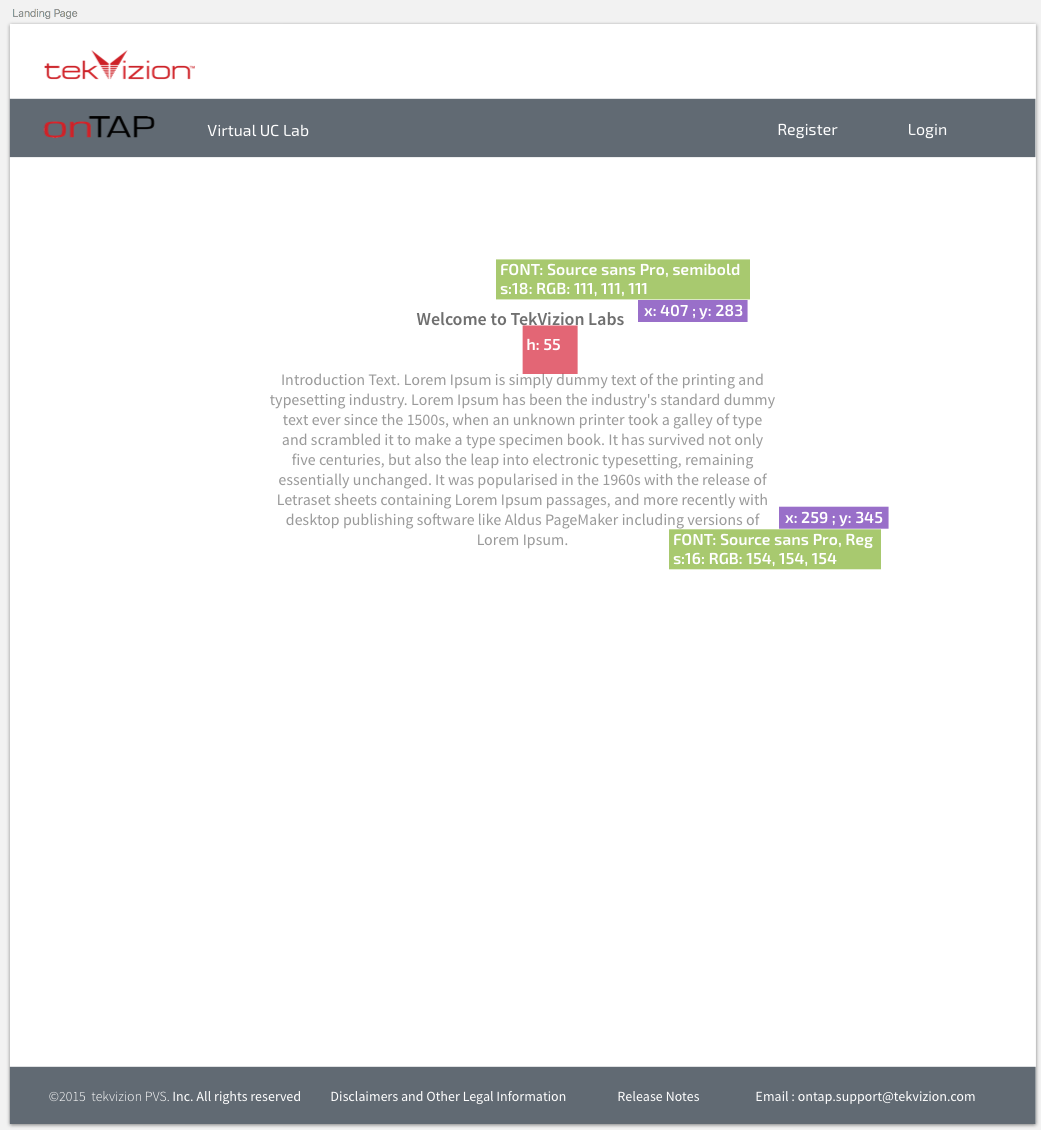 Landing Page
tekVizion™
onTAP
Virtual UC Lab
Register
Login
FONT: Source sans Pro, semibold
s:18: RGB: 111, 111, 111
x: 407 ; y: 283
Welcome to TekVizion Labs
h: 55
Introduction Text. Lorem Ipsum is simply dummy text of the printing and
typesetting industry. Lorem Ipsum has been the industry's standard dummy
text ever since the 1500s, when an unknown printer took a galley of type
and scrambled it to make a type specimen book. It has survived not only
five centuries, but also the leap into electronic typesetting, remaining
essentially unchanged. It was popularised in the 1960s with the release of
Letraset sheets containing Lorem Ipsum passages, and more recently with
desktop publishing software like Aldus PageMaker including versions of
Lorem Ipsum.
x: 259 ; y: 345
FONT: Source sans Pro, Reg
s:16: RGB: 154, 154, 154
©2015 tekvizion PVS. Inc. All rights reserved
Disclaimers and Other Legal Information
Release Notes
Email : ontap.support@tekvizion.com